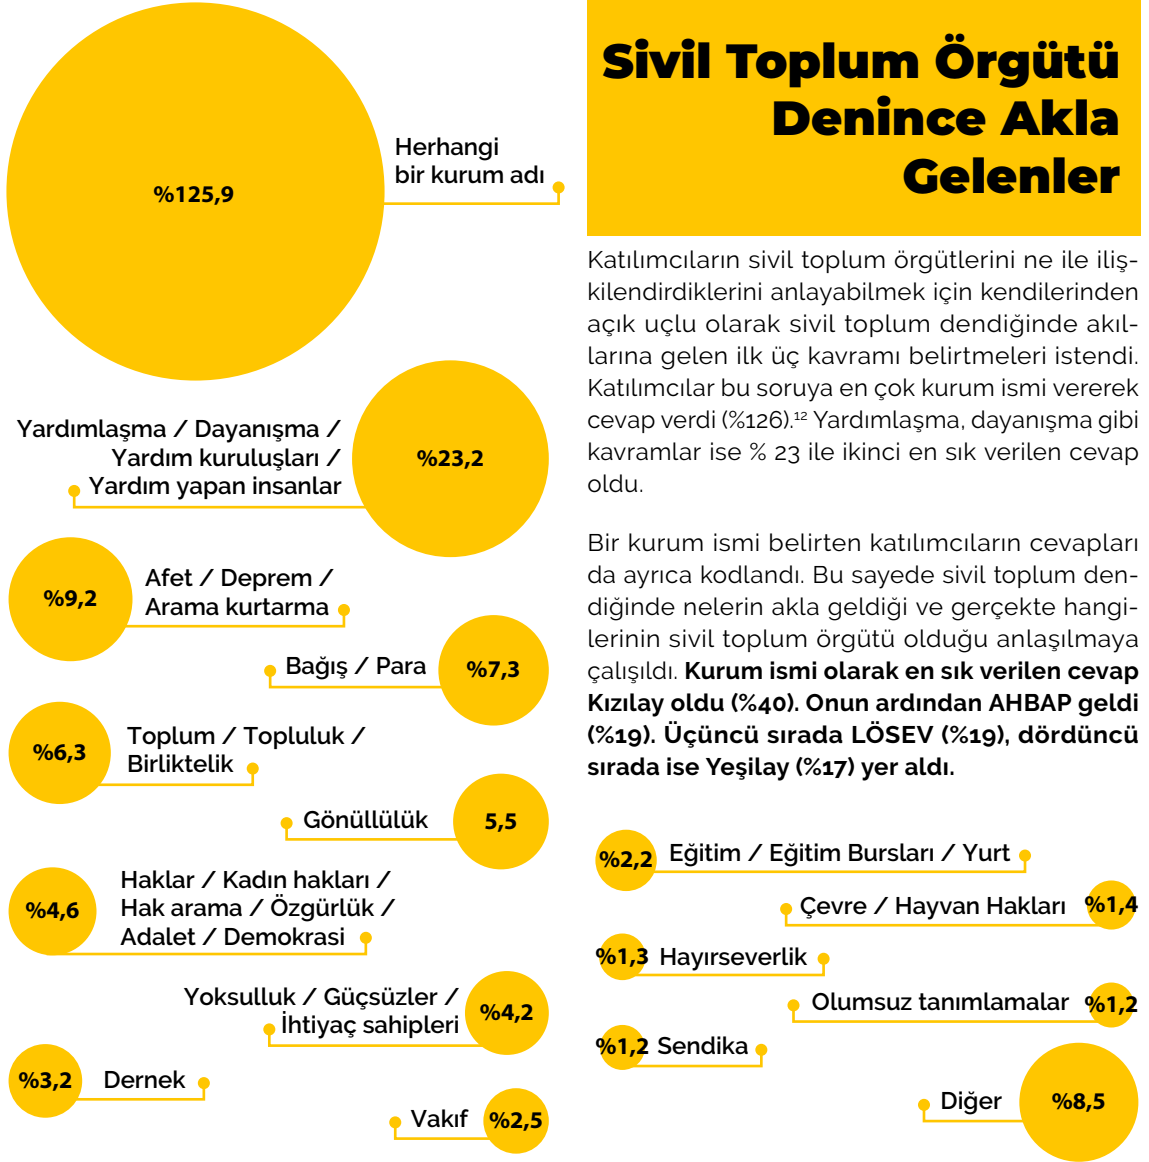 Sivil Toplum Örgütü
Denince Akla
Gelenler
%125,9
Herhangi
bir kurum adı
Yardımlaşma / Dayanışma /
Yardım kuruluşları /
Yardım yapan insanlar
%23,2
%9,2
Afet / Deprem /
Arama kurtarma
Bağış / Para
%7,3
%6,3
Toplum / Topluluk /
Birliktelik
Gönüllülük
5,5
%4,6
Haklar / Kadın hakları /
Hak arama / Özgürlük /
Adalet / Demokrasi
Yoksulluk / Güçsüzler /
İhtiyaç sahipleri
%4,2
%3,2
Dernek
Vakıf
%2,5
Katılımcıların sivil toplum örgütlerini ne ile iliş-
kilendirdiklerini anlayabilmek için kendilerinden
açık uçlu olarak sivil toplum dendiğinde akıl-
larına gelen ilk üç kavramı belirtmeleri istendi.
Katılımcılar bu soruya en çok kurum ismi vererek
cevap verdi (%126).¹² Yardımlaşma, dayanışma gibi
kavramlar ise % 23 ile ikinci en sık verilen cevap
oldu.
Bir kurum ismi belirten katılımcıların cevapları
da ayrıca kodlandı. Bu sayede sivil toplum den-
diğinde nelerin akla geldiği ve gerçekte hangi-
lerinin sivil toplum örgütü olduğu anlaşılmaya
çalışıldı. Kurum ismi olarak en sık verilen cevap
Kızılay oldu (%40). Onun ardından AHBAP geldi
(%19). Üçüncü sırada LÖSEV (%19), dördüncü
sırada ise Yeşilay (%17) yer aldı.
%2,2
Eğitim / Eğitim Bursları / Yurt
Çevre / Hayvan Hakları
%1,4
%1,3
Hayırseverlik
Olumsuz tanımlamalar
%1,2
%1,2
Sendika
Diğer
%8,5